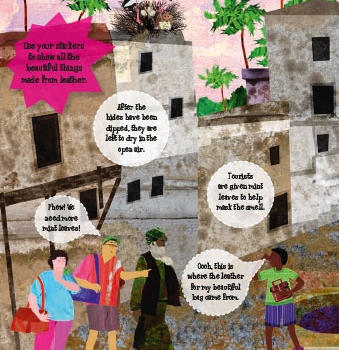 Use your stickers
to show all the
beautiful things
made from leather.
After the
hides have been
dipped, they are
left to dry in the
open air.
Tourists
are given mint
leaves to help
mask the smell.
Phew! We
need more
mint leaves!
Oooh, this is
where the leather
for my beautiful
bag came from.